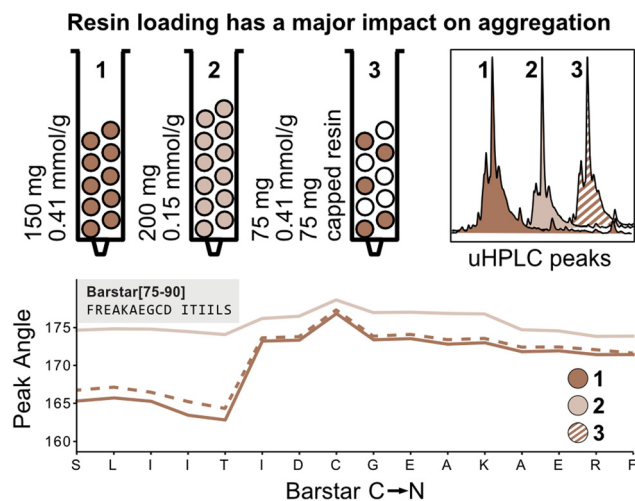 Resin loading has a major impact on aggregation
1
150 mg
0.41 mmol/g
2
200 mg
0.15 mmol/g
3
75 mg
0.41 mmol/g
75 mg
capped resin
1 2 3
uHPLC peaks
Barstar[75-90]
FREAKAEGCD ITIILS
Peak Angle
175
170
165
160
1
2
3
S L I I T I D C G E A K A E R F
Barstar C→N